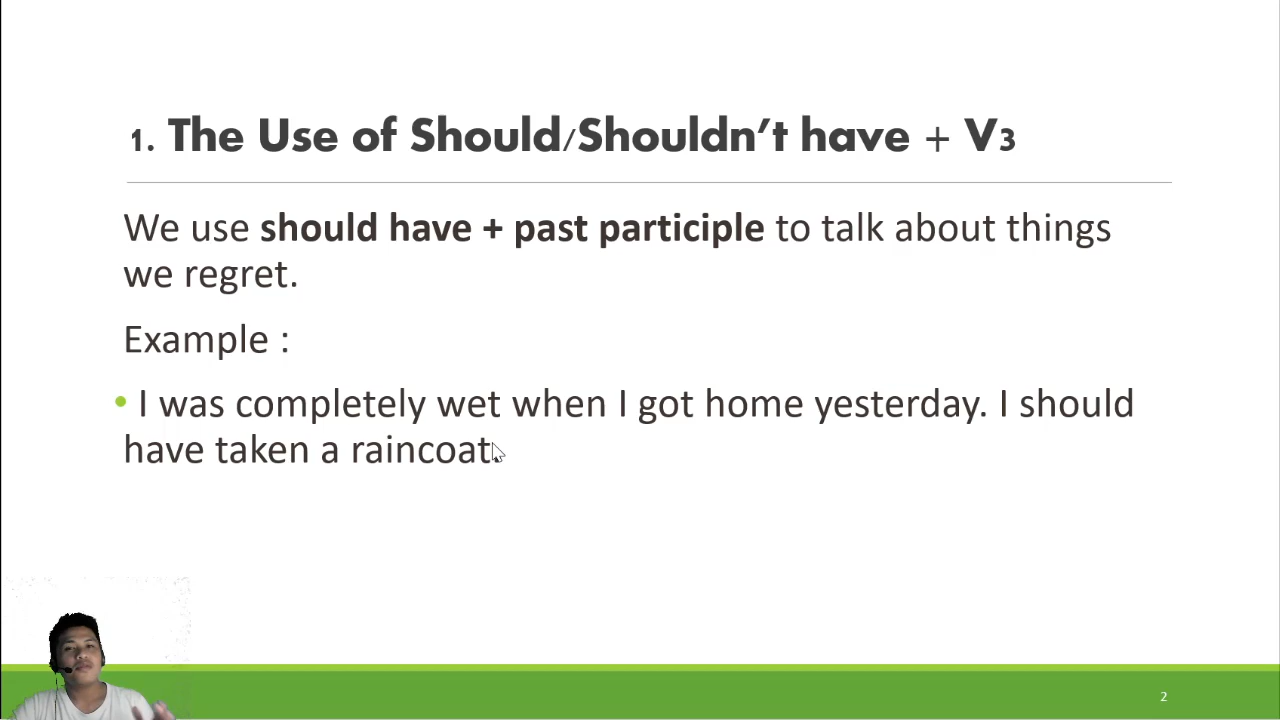 1. The Use of Should/Shouldn't have + V3
We use should have + past participle to talk about things
we regret.
Example :
• I was completely wet when I got home yesterday. I should
have taken a raincoat.
2